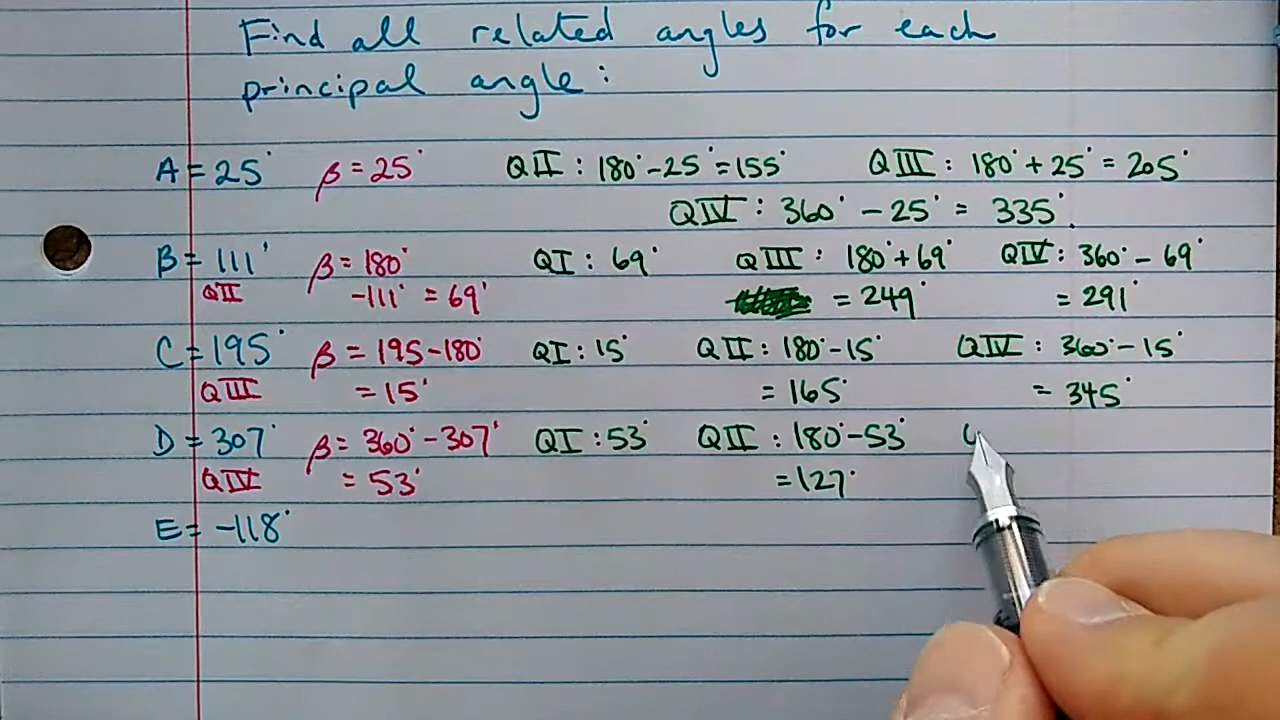 Find all related angles for each
principal angle:
A = 25° β = 25° QII : 180° - 25° = 155° QIII : 180° + 25° = 205°
QIV : 360° - 25° = 335°.
B = 111° β = 180° QI : 69° QIII : 180° + 69° QIV : 360° - 69°
QII - 111° = 69° = 249° = 291°
C = 195° β = 195 - 180° QI : 15° QII : 180° - 15° QIV : 360° - 15°
QIII = 15° = 165° = 345°
D = 307° β = 360° - 307° QI : 53° QII : 180° - 53°
QIV = 53° = 127°
E = -118°